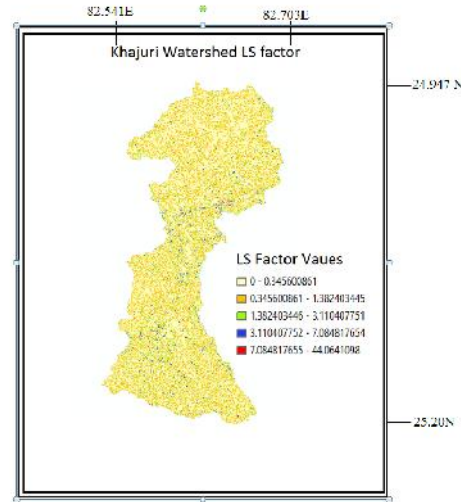 82.541E 82.703E
Khajuri Watershed LS factor
24.947 N
LS Factor Vaues
0 - 0.345600861
0.345600861 - 1.382403445
1.382403446 - 3.110407751
3.110407752 - 7.084817654
7.084817655 - 44.0641098
25.20N